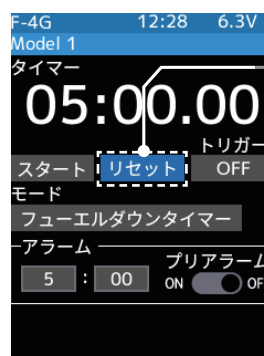 F-4G 12:28 6.3V
Model 1
タイマー
05:00.00
トリガー
スタート リセット OFF
モード
フューエルダウンタイマー
アラーム
プリアラーム
5 : 00 ON OF